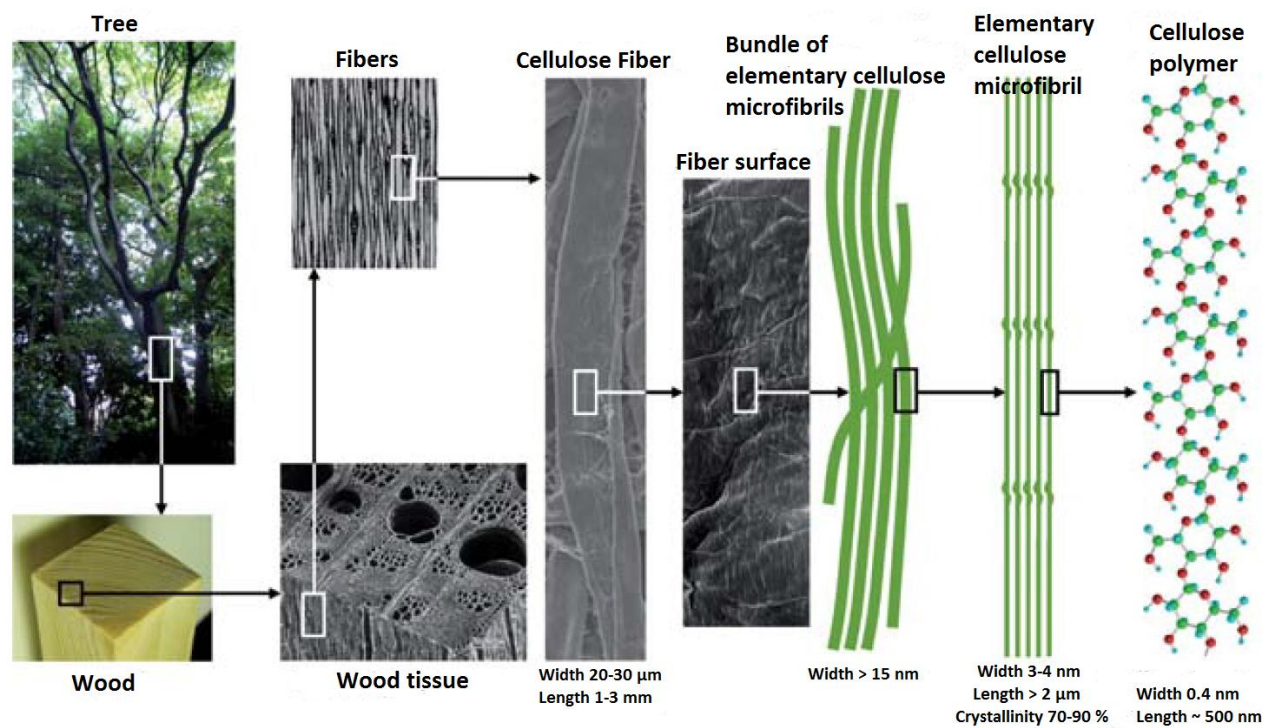 Tree
Fibers
Cellulose Fiber
Bundle of
elementary cellulose
microfibrils
Elementary
cellulose
microfibril
Cellulose
polymer
Fiber surface
Wood
Wood tissue
Width 20-30 µm
Length 1-3 mm
Width > 15 nm
Width 3-4 nm
Length > 2 µm
Crystallinity 70-90 %
Width 0.4 nm
Length ~ 500 nm